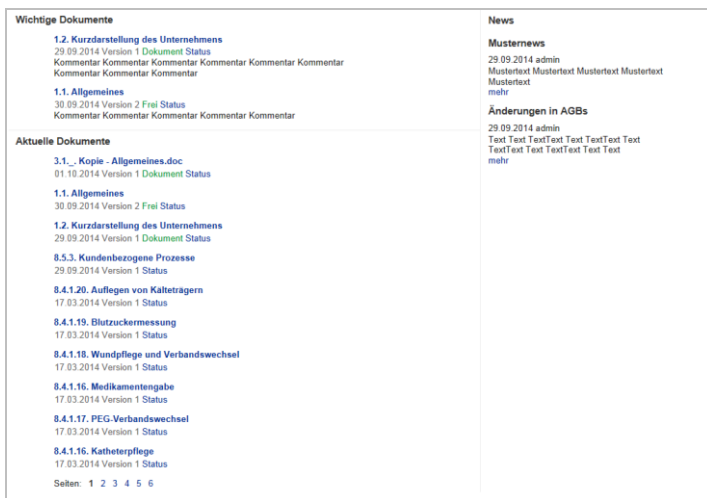 Wichtige Dokumente
1.2. Kurzdarstellung des Unternehmens
29.09.2014 Version 1 Dokument Status
Kommentar Kommentar Kommentar Kommentar Kommentar Kommentar
Kommentar Kommentar Kommentar
1.1. Allgemeines
30.09.2014 Version 2 Frei Status
Kommentar Kommentar Kommentar Kommentar Kommentar
Aktuelle Dokumente
3.1._. Kopie - Allgemeines.doc
01.10.2014 Version 1 Dokument Status
1.1. Allgemeines
30.09.2014 Version 2 Frei Status
1.2. Kurzdarstellung des Unternehmens
29.09.2014 Version 1 Dokument Status
8.5.3. Kundenbezogene Prozesse
29.09.2014 Version 1 Status
8.4.1.20. Auflegen von Kälteträgern
17.03.2014 Version 1 Status
8.4.1.19. Blutzuckermessung
17.03.2014 Version 1 Status
8.4.1.18. Wundpflege und Verbandswechsel
17.03.2014 Version 1 Status
8.4.1.16. Medikamentengabe
17.03.2014 Version 1 Status
8.4.1.17. PEG-Verbandswechsel
17.03.2014 Version 1 Status
8.4.1.16. Katheterpflege
17.03.2014 Version 1 Status
Seiten: 1 2 3 4 5 6
News
Musternews
29.09.2014 admin
Mustertext Mustertext Mustertext Mustertext
Mustertext
mehr
Änderungen in AGBs
29.09.2014 admin
Text Text TextText Text TextText Text
TextText Text TextText Text Text
mehr